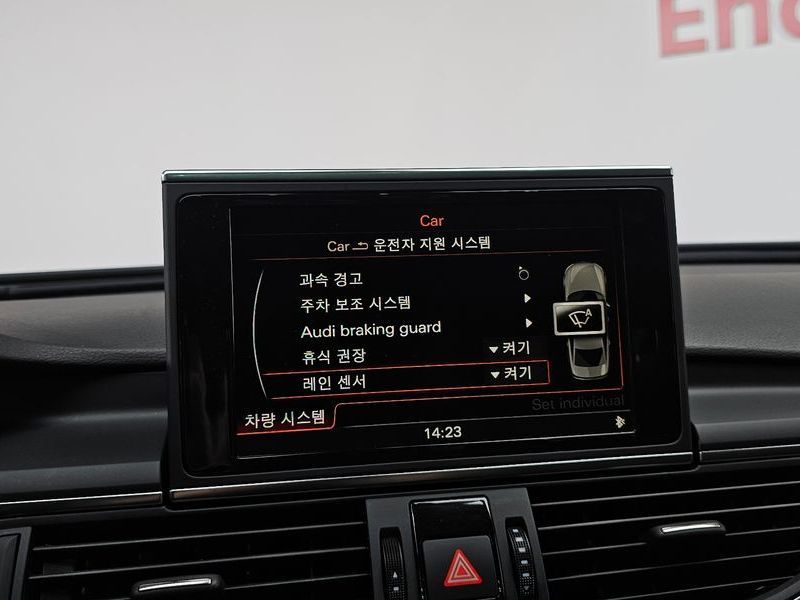 En
Car
Car 운전자 지원 시스템
과속 경고
주차 보조 시스템
Audi braking guard
휴식 권장 켜기
레인 센서 켜기
A
차량 시스템
Set individual
14:23